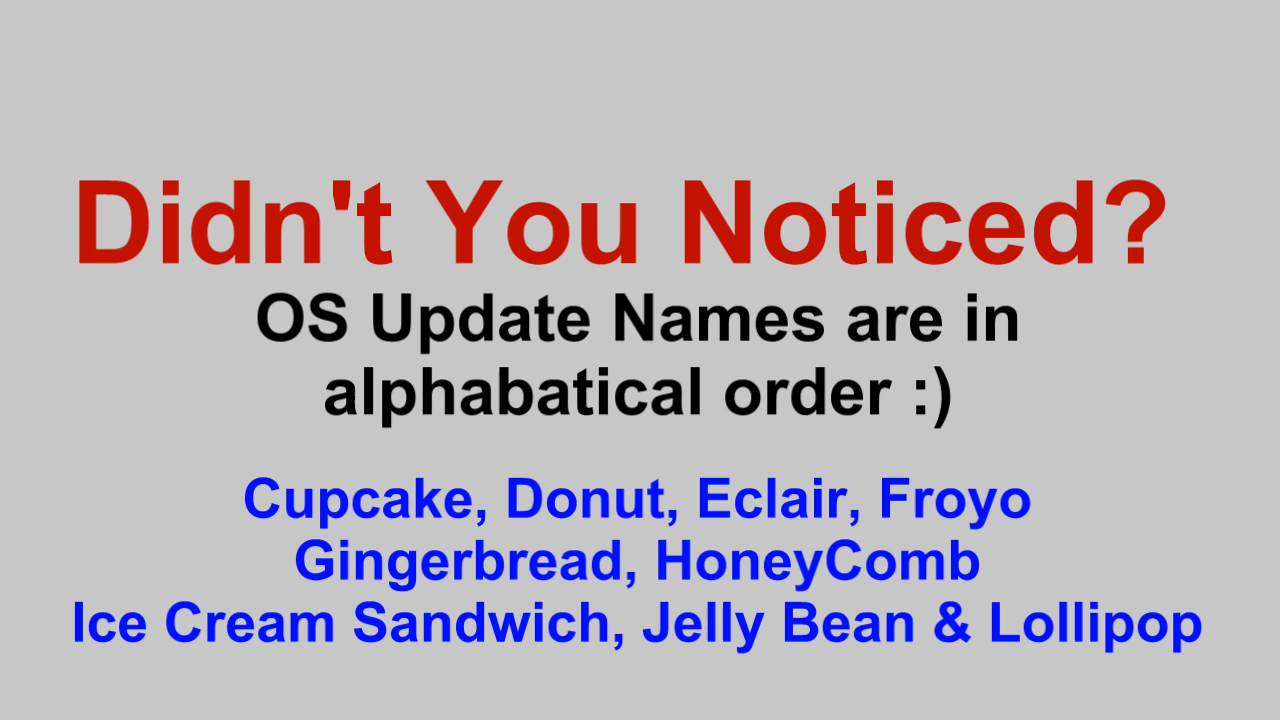 Didn't You Noticed?
OS Update Names are in
alphabatical order :)
Cupcake, Donut, Eclair, Froyo
Gingerbread, HoneyComb
Ice Cream Sandwich, Jelly Bean & Lollipop